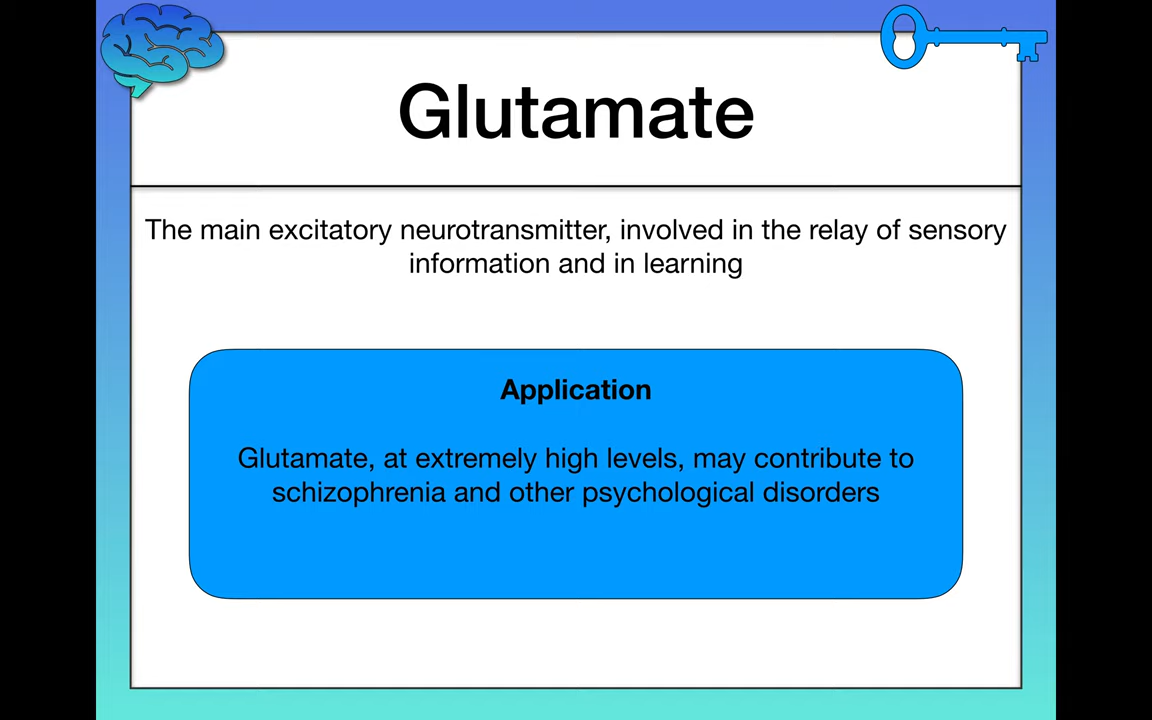 Glutamate
The main excitatory neurotransmitter, involved in the relay of sensory
information and in learning
Application
Glutamate, at extremely high levels, may contribute to
schizophrenia and other psychological disorders